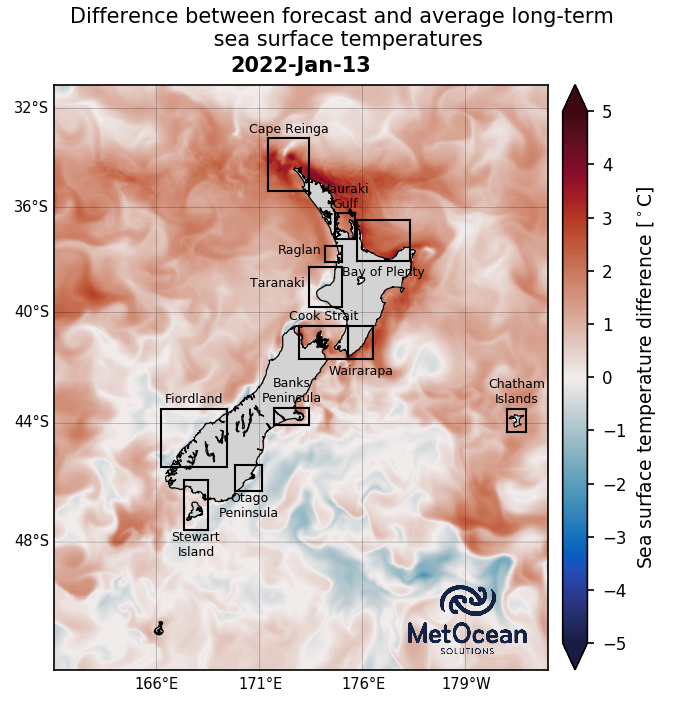 Difference between forecast and average long-term
sea surface temperatures
2022-Jan-13
32°S
36°S
40°S
44°S
48°S
Cape Reinga
Hauraki
Gulf
Raglan
Bay of Plenty
Taranaki
Cook Strait
Wairarapa
Banks
Peninsula
Fiordland
Chatham
Islands
Otago
Peninsula
Stewart
Island
MetOcean
SOLUTIONS
166°E
171°E
176°E
179°W
5
4
3
2
1
0
−1
−2
−3
−4
−5
Sea surface temperature difference [°C]